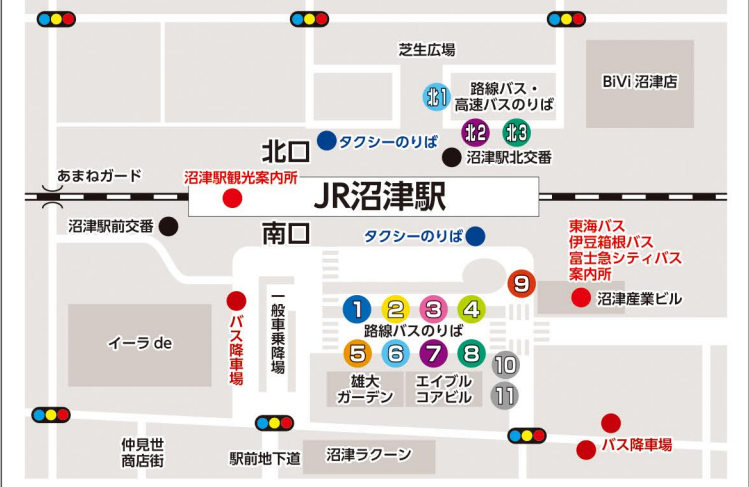 芝生広場
BiVi 沼津店
北1
路線バス・
高速バスのりば
北2
北3
タクシーのりば
沼津駅北交番
北口
あまねガード
沼津駅観光案内所
JR沼津駅
沼津駅前交番
南口
タクシーのりば
東海バス
伊豆箱根バス
富士急シティバス
案内所
沼津産業ビル
9
1
2
3
4
路線バスのりば
5
6
7
8
10
11
イーラ de
バス降車場
一般車乗降場
雄大
ガーデン
エイブル
コアビル
仲見世
商店街
駅前地下道
沼津ラクーン
バス降車場